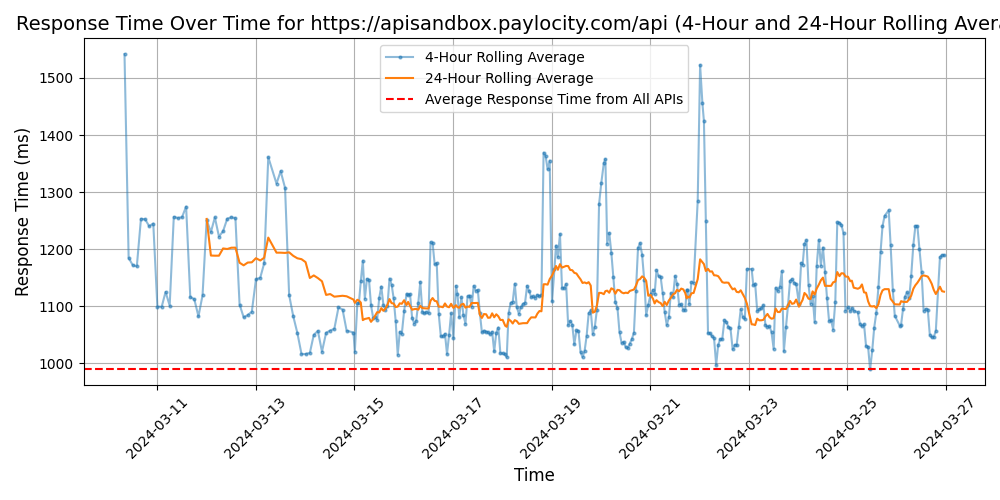 Response Time Over Time for https://apisandbox.paylocity.com/api (4-Hour and 24-Hour Rolling Avera
4-Hour Rolling Average
24-Hour Rolling Average
Average Response Time from All APIs
Response Time (ms)
1500
1400
1300
1200
1100
1000
2024-03-11
2024-03-13
2024-03-15
2024-03-17
2024-03-19
2024-03-21
2024-03-23
2024-03-25
2024-03-27
Time